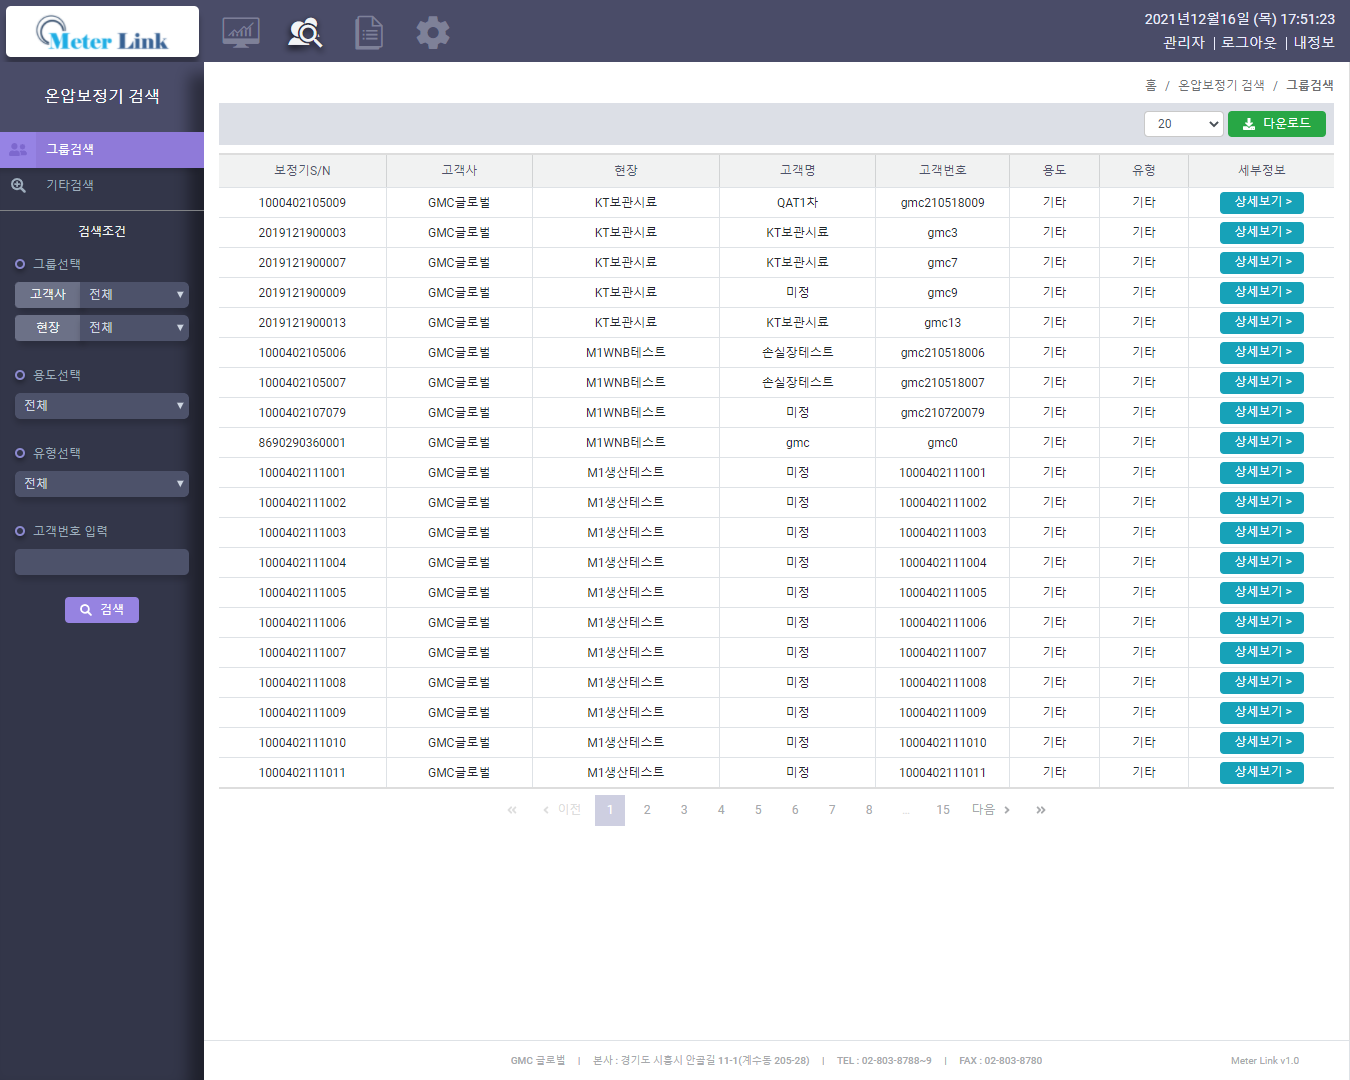 Meter Link
2021년12월16일 (목) 17:51:23
관리자 | 로그아웃 | 내정보
온압보정기 검색
그룹검색
기타검색
검색조건
그룹선택
고객사 전체 ▾
현장 전체 ▾
용도선택
전체 ▾
유형선택
전체 ▾
고객번호 입력
검색
홈 / 온압보정기 검색 / 그룹검색
20 다운로드
보정기S/N 고객사 현장 고객명 고객번호 용도 유형 세부정보
1000402105009 GMC글로벌 KT보관시료 QAT1차 gmc210518009 기타 기타 상세보기 >
2019121900003 GMC글로벌 KT보관시료 KT보관시료 gmc3 기타 기타 상세보기 >
2019121900007 GMC글로벌 KT보관시료 KT보관시료 gmc7 기타 기타 상세보기 >
2019121900009 GMC글로벌 KT보관시료 미정 gmc9 기타 기타 상세보기 >
2019121900013 GMC글로벌 KT보관시료 KT보관시료 gmc13 기타 기타 상세보기 >
1000402105006 GMC글로벌 M1WNB테스트 손실장테스트 gmc210518006 기타 기타 상세보기 >
1000402105007 GMC글로벌 M1WNB테스트 손실장테스트 gmc210518007 기타 기타 상세보기 >
1000402107079 GMC글로벌 M1WNB테스트 미정 gmc210720079 기타 기타 상세보기 >
8690290360001 GMC글로벌 M1WNB테스트 gmc gmc0 기타 기타 상세보기 >
1000402111001 GMC글로벌 M1생산테스트 미정 1000402111001 기타 기타 상세보기 >
1000402111002 GMC글로벌 M1생산테스트 미정 1000402111002 기타 기타 상세보기 >
1000402111003 GMC글로벌 M1생산테스트 미정 1000402111003 기타 기타 상세보기 >
1000402111004 GMC글로벌 M1생산테스트 미정 1000402111004 기타 기타 상세보기 >
1000402111005 GMC글로벌 M1생산테스트 미정 1000402111005 기타 기타 상세보기 >
1000402111006 GMC글로벌 M1생산테스트 미정 1000402111006 기타 기타 상세보기 >
1000402111007 GMC글로벌 M1생산테스트 미정 1000402111007 기타 기타 상세보기 >
1000402111008 GMC글로벌 M1생산테스트 미정 1000402111008 기타 기타 상세보기 >
1000402111009 GMC글로벌 M1생산테스트 미정 1000402111009 기타 기타 상세보기 >
1000402111010 GMC글로벌 M1생산테스트 미정 1000402111010 기타 기타 상세보기 >
1000402111011 GMC글로벌 M1생산테스트 미정 1000402111011 기타 기타 상세보기 >
« ‹ 이전 1 2 3 4 5 6 7 8 ... 15 다음 › »
GMC 글로벌 | 본사 : 경기도 시흥시 안골길 11-1(계수동 205-28) | TEL : 02-803-8788~9 | FAX : 02-803-8780
Meter Link v1.0